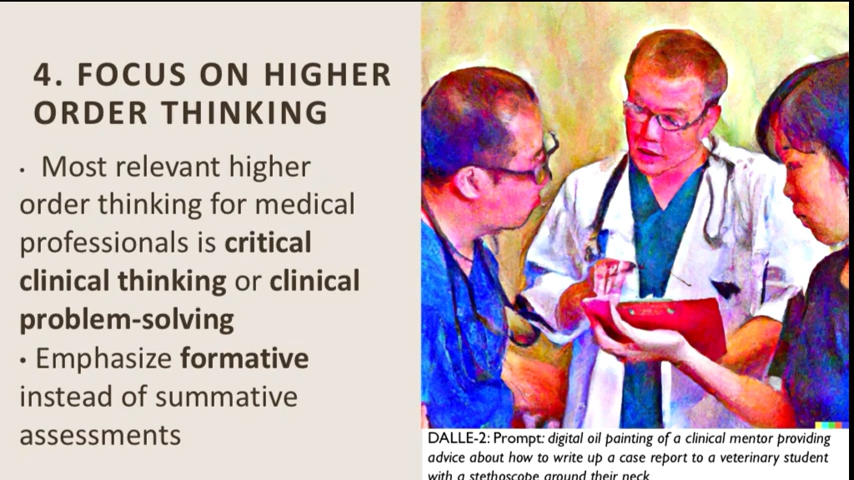 4. FOCUS ON HIGHER
ORDER THINKING
· Most relevant higher
order thinking for medical
professionals is critical
clinical thinking or clinical
problem-solving
· Emphasize formative
instead of summative
assessments
DALLE-2: Prompt: digital oil painting of a clinical mentor providing
advice about how to write up a case report to a veterinary student
with a stethoscope around their neck